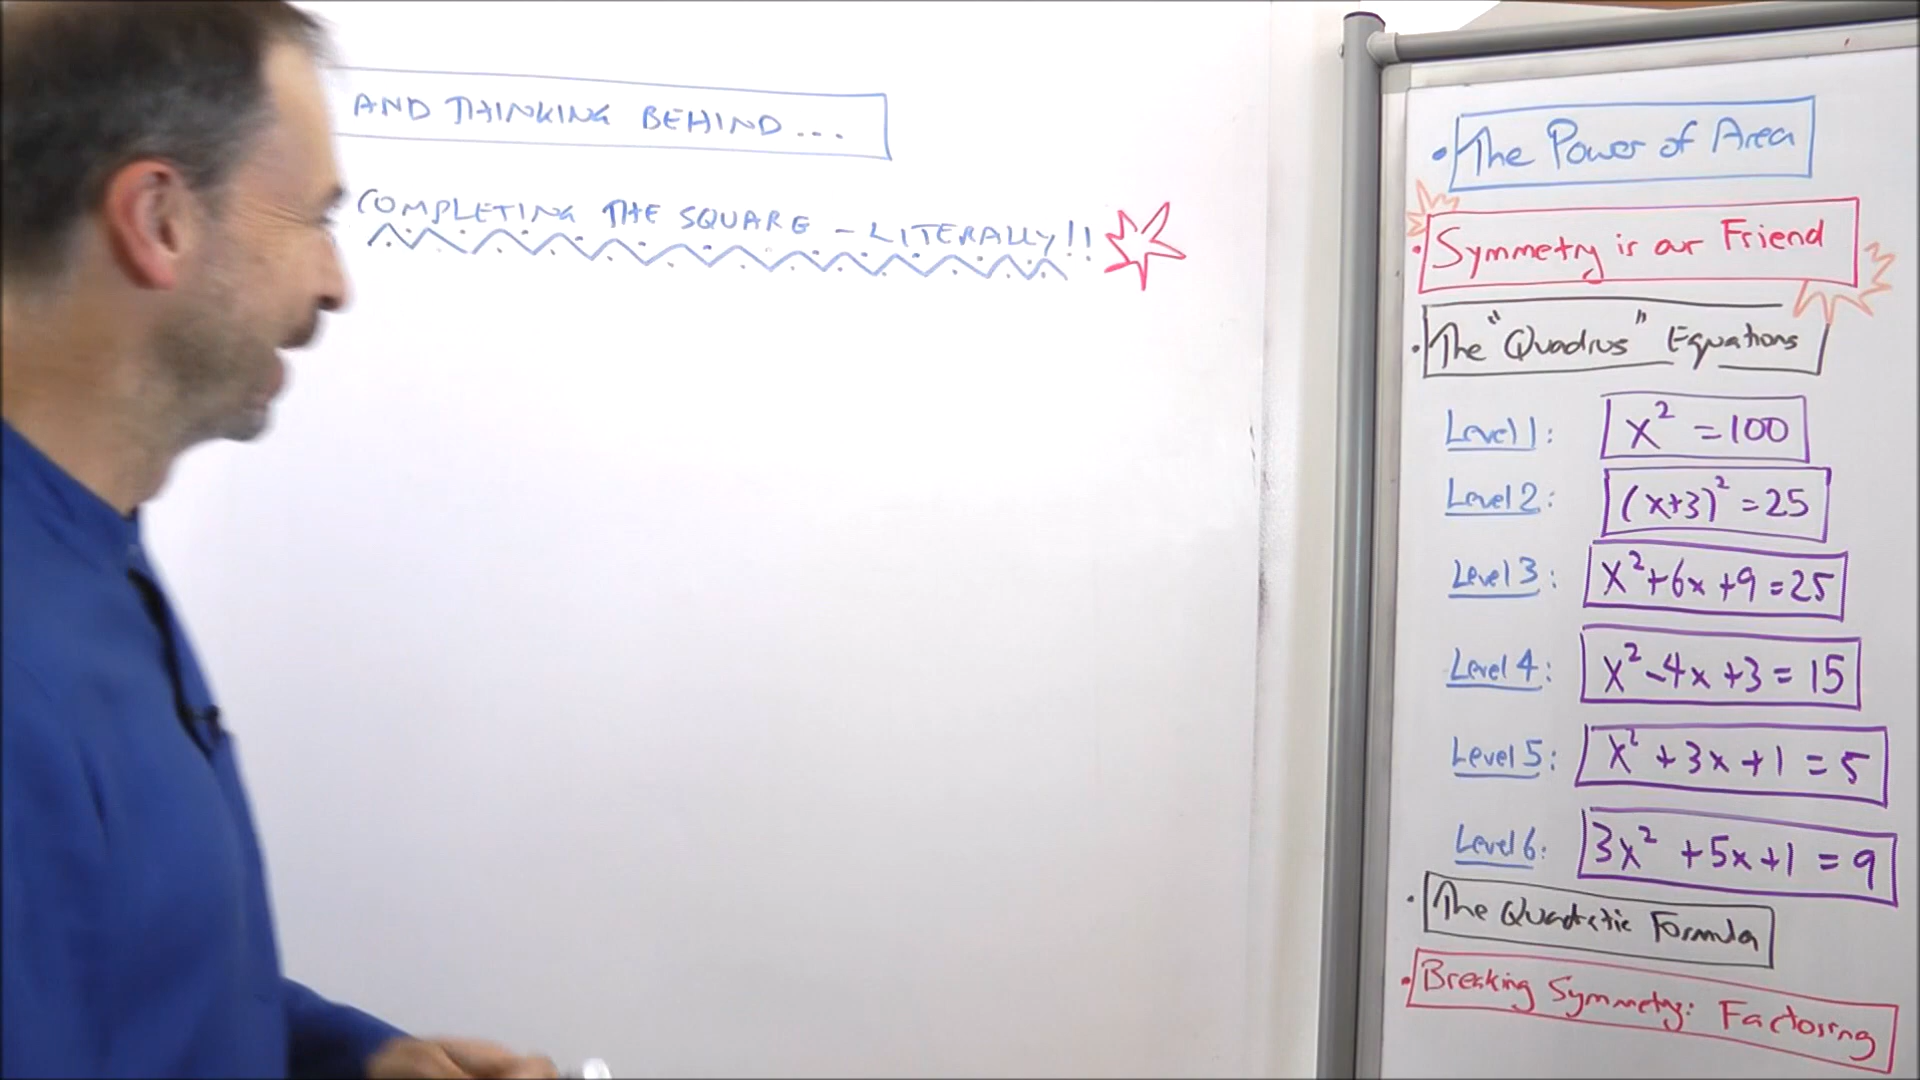 AND THINKING BEHIND...
COMPLETING THE SQUARE - LITERALLY!!
• The Power of Area
• Symmetry is our Friend
• The "Quadrus" Equations
Level 1: x² = 100
Level 2: (x+3)² = 25
Level 3: x²+6x+9=25
Level 4: x²-4x+3=15
Level 5: x²+3x+1=5
Level 6: 3x²+5x+1=9
• The Quadratic Formula
• Breaking Symmetry: Factoring